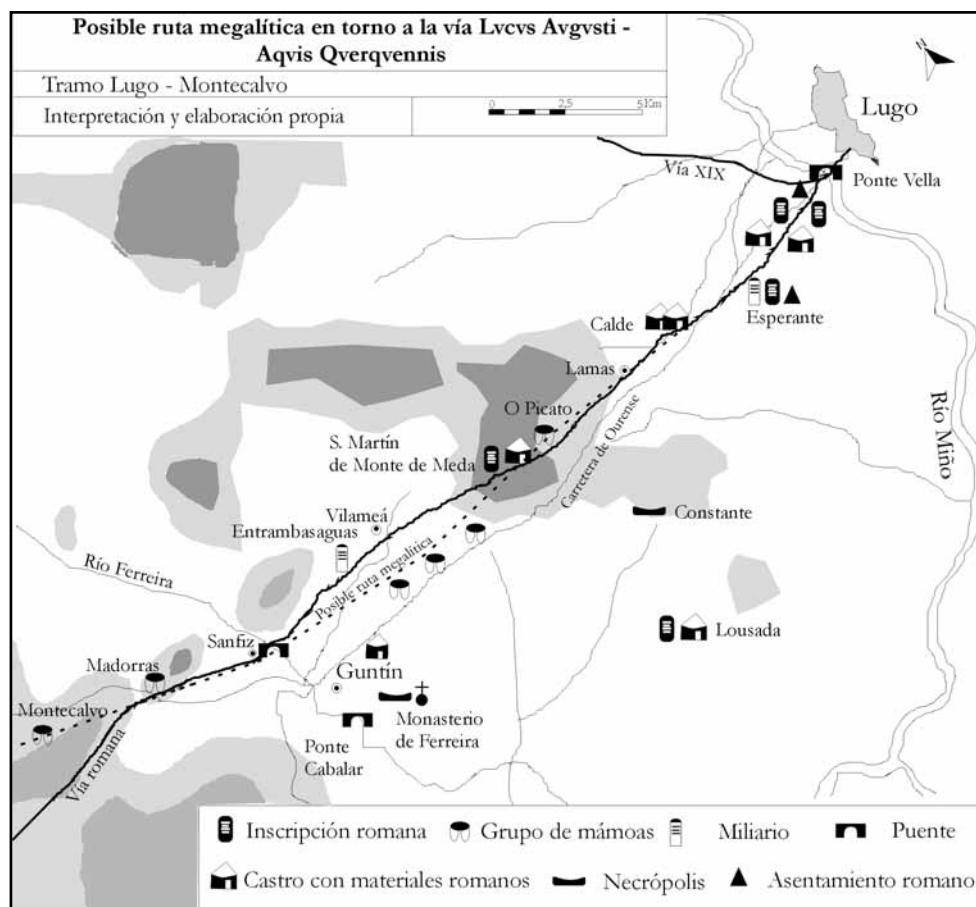 Posible ruta megalítica en torno a la vía Lvcvs Avgvsti -
Aqvis Qverqvennis
Tramo Lugo - Montecalvo
Interpretación y elaboración propia
0 2,5 5 Km
N
Lugo
Vía XIX
Ponte Vella
Esperante
Calde
Lamas
O Picato
Río Miño
S. Martín
de Monte de Meda
Carretera de Ourense
Constante
Vilameá
Entrambasaguas
Posible ruta megalítica
Río Ferreira
Lousada
Sanfiz
Madorras
Guntín
Montecalvo
Monasterio
de Ferreira
Ponte
Cabalar
Vía romana
Inscripción romana
Grupo de mámoas
Miliario
Puente
Castro con materiales romanos
Necrópolis
Asentamiento romano